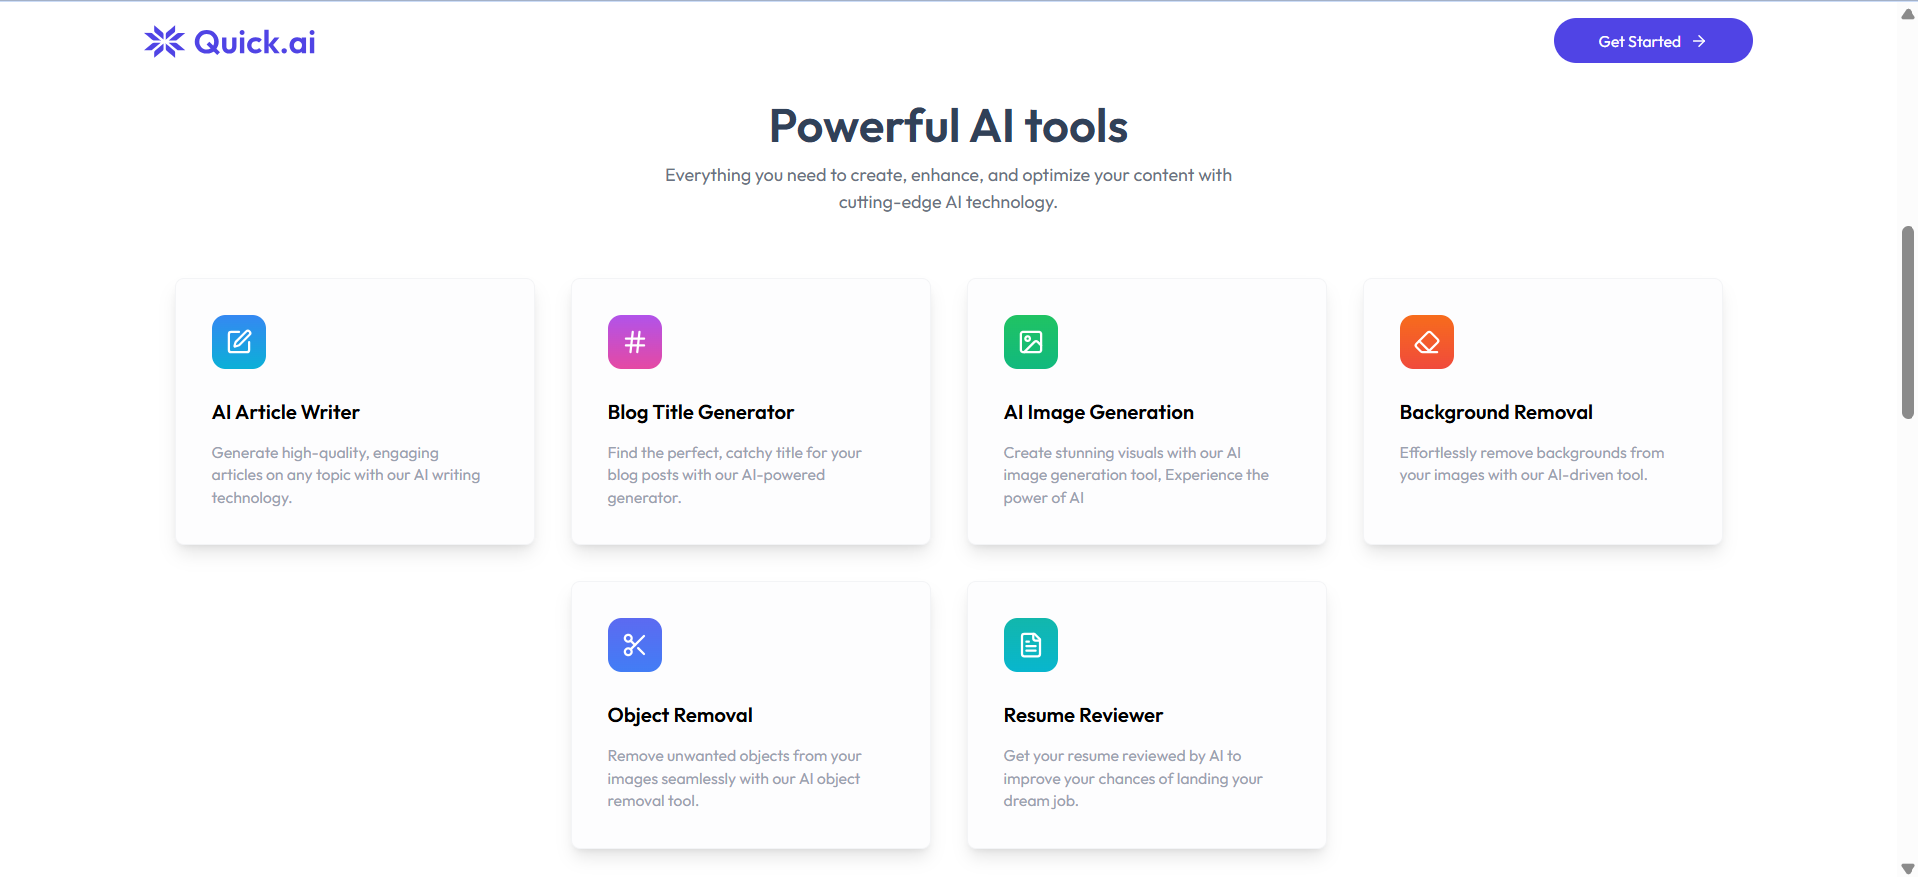 Quick.ai
Get Started
Powerful AI tools
Everything you need to create, enhance, and optimize your content with
cutting-edge AI technology.
AI Article Writer
Generate high-quality, engaging
articles on any topic with our AI writing
technology.
Blog Title Generator
Find the perfect, catchy title for your
blog posts with our AI-powered
generator.
AI Image Generation
Create stunning visuals with our AI
image generation tool, Experience the
power of AI
Background Removal
Effortlessly remove backgrounds from
your images with our AI-driven tool.
Object Removal
Remove unwanted objects from your
images seamlessly with our AI object
removal tool.
Resume Reviewer
Get your resume reviewed by AI to
improve your chances of landing your
dream job.